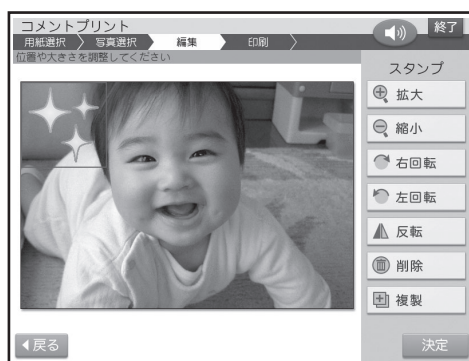 コメントプリント
終了
用紙選択 写真選択 編集 印刷
位置や大きさを調整してください
スタンプ
拡大
縮小
右回転
左回転
反転
削除
複製
戻る
決定